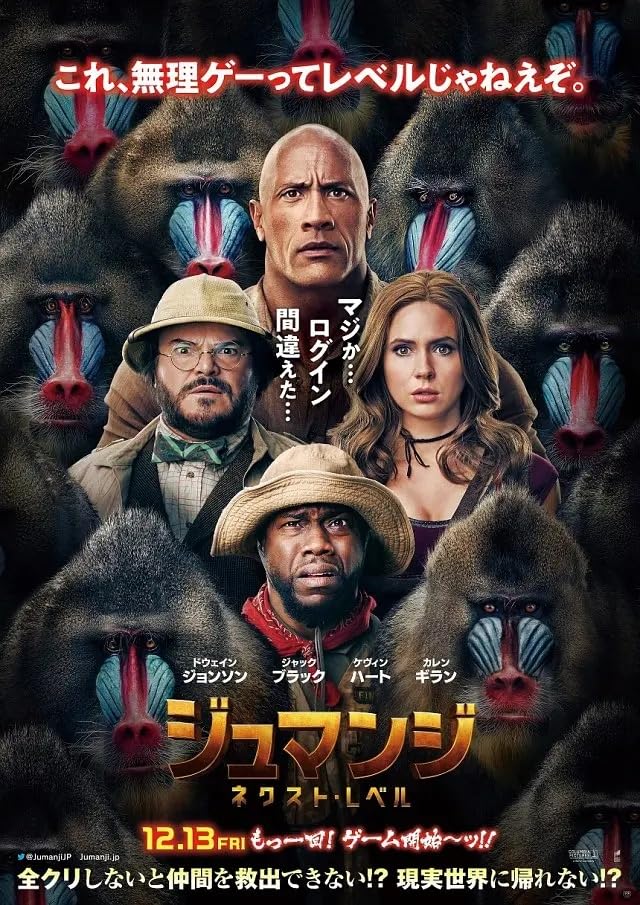 これ、無理ゲーってレベルじゃねえぞ。
マジか…
ログイン
間違えた…
ドウェイン ジャック ケヴィン カレン
ジョンソン ブラック ハート ギラン
ジュマンジ
ネクスト・レベル
12.13 FRI もっ一回! ゲーム開始〜ッ!!
@JumanjiJP Jumanji.jp
COLUMBIA PICTURES
全クリしないと仲間を救出できない!? 現実世界に帰れない!?